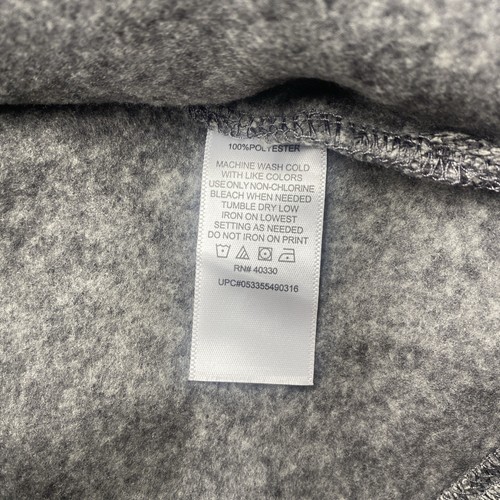 100%POLYESTER
MACHINE WASH COLD
WITH LIKE COLORS
USE ONLY NON-CHLORINE
BLEACH WHEN NEEDED
TUMBLE DRY LOW
IRON ON LOWEST
SETTING AS NEEDED
DO NOT IRON ON PRINT
RN# 40330
UPC#053355490316